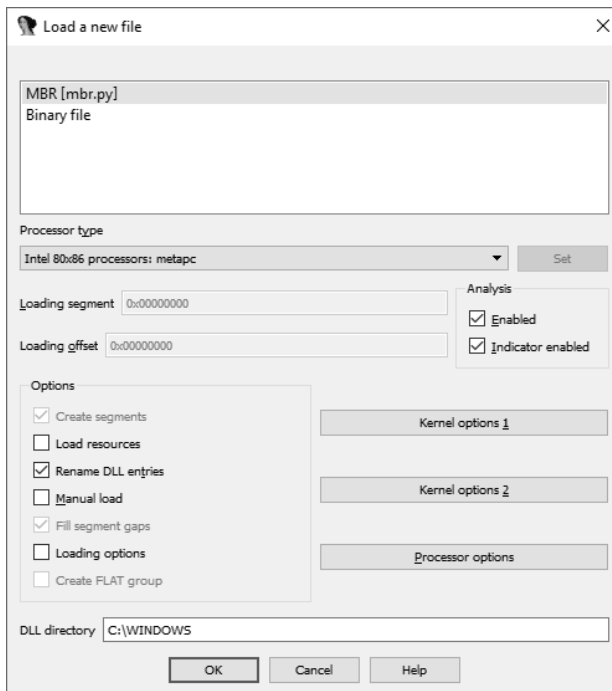 Load a new file
MBR [mbr.py]
Binary file
Processor type
Intel 80x86 processors: metapc
Set
Loading segment 0x00000000
Loading offset 0x00000000
Analysis
Enabled
Indicator enabled
Options
Create segments
Load resources
Rename DLL entries
Manual load
Fill segment gaps
Loading options
Create FLAT group
Kernel options 1
Kernel options 2
Processor options
DLL directory C:\WINDOWS
OK Cancel Help